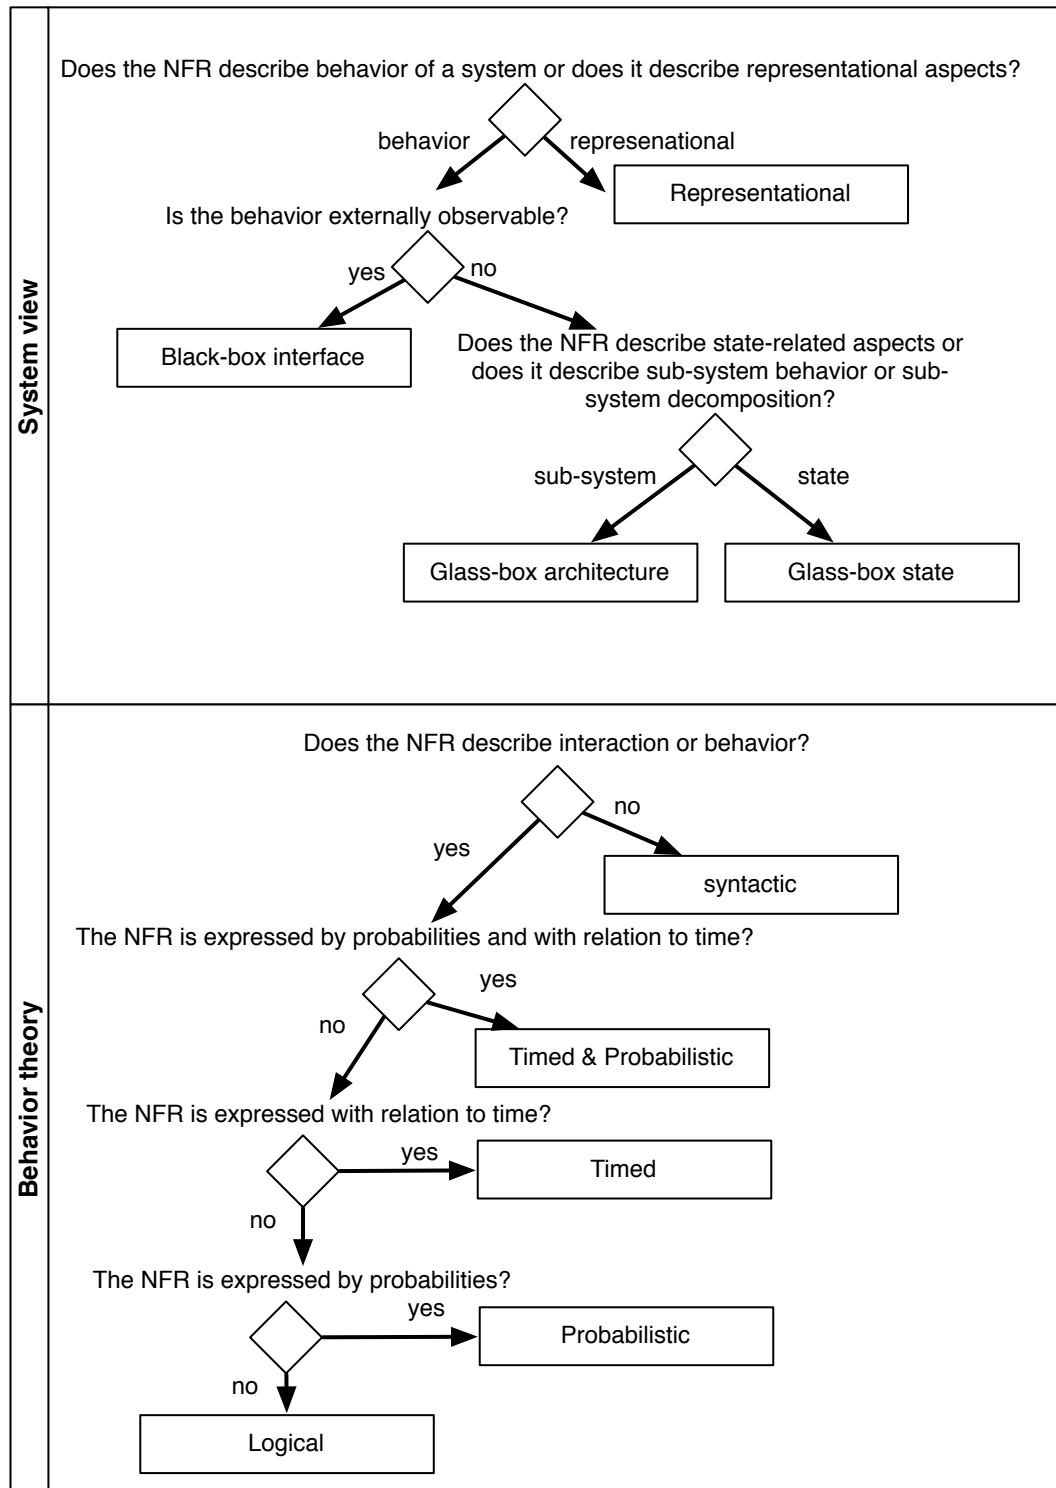 System view
Does the NFR describe behavior of a system or does it describe representational aspects?
behavior
represenational
Representational
Is the behavior externally observable?
yes
no
Black-box interface
Does the NFR describe state-related aspects or
does it describe sub-system behavior or sub-
system decomposition?
sub-system
state
Glass-box architecture
Glass-box state
Behavior theory
Does the NFR describe interaction or behavior?
no
yes
syntactic
The NFR is expressed by probabilities and with relation to time?
yes
no
Timed & Probabilistic
The NFR is expressed with relation to time?
yes
Timed
no
The NFR is expressed by probabilities?
yes
Probabilistic
no
Logical